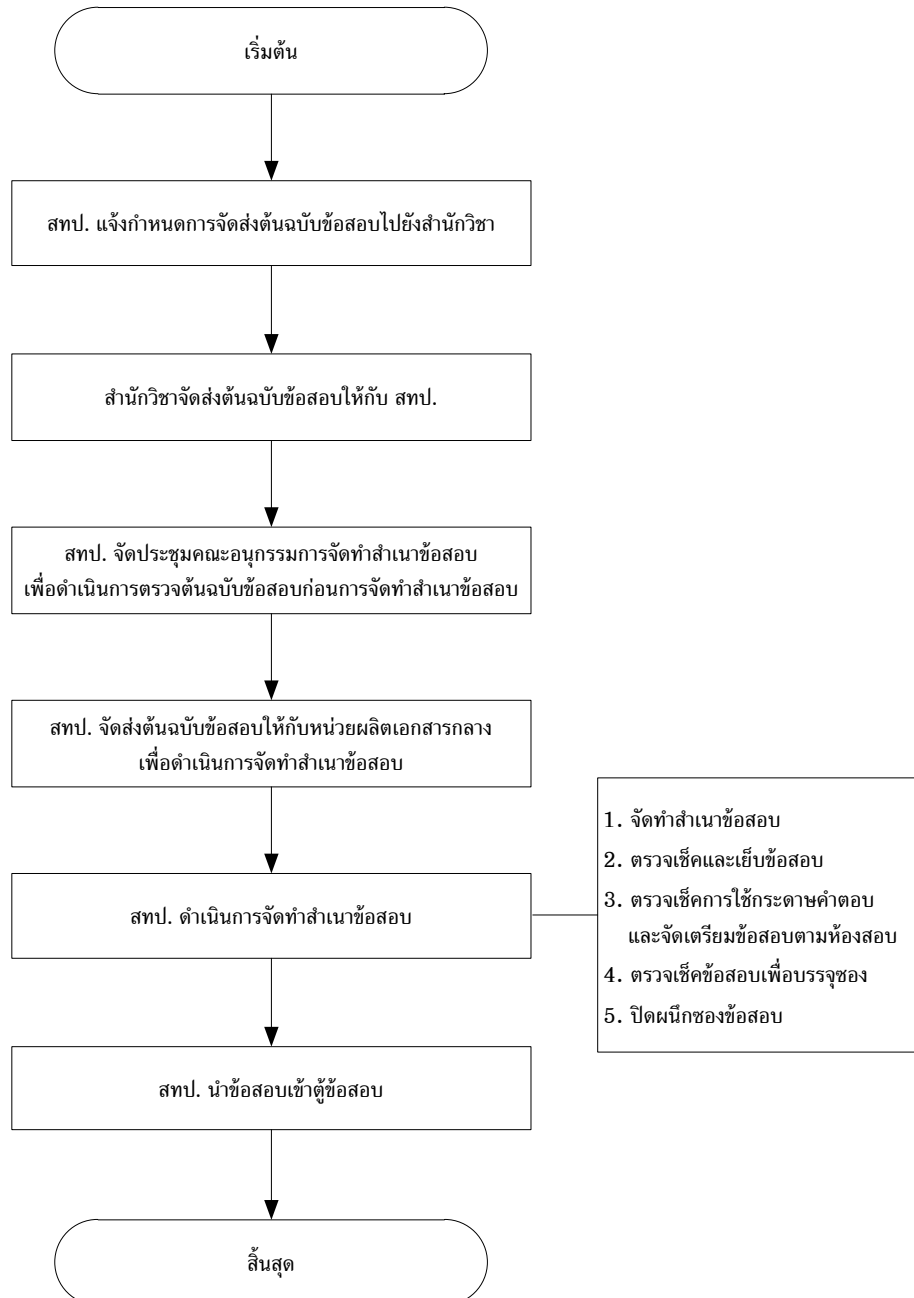 เริ่มต้น
สทป. แจ้งกำหนดการจัดส่งต้นฉบับข้อสอบไปยังสำนักวิชา
สำนักวิชาจัดส่งต้นฉบับข้อสอบให้กับ สทป.
สทป. จัดประชุมคณะอนุกรรมการจัดทำสำเนาข้อสอบ
เพื่อดำเนินการตรวจต้นฉบับข้อสอบก่อนการจัดทำสำเนาข้อสอบ
สทป. จัดส่งต้นฉบับข้อสอบให้กับหน่วยผลิตเอกสารกลาง
เพื่อดำเนินการจัดทำสำเนาข้อสอบ
สทป. ดำเนินการจัดทำสำเนาข้อสอบ
1. จัดทำสำเนาข้อสอบ
2. ตรวจเช็คและเย็บข้อสอบ
3. ตรวจเช็คการใช้กระดาษคำตอบ
และจัดเตรียมข้อสอบตามห้องสอบ
4. ตรวจเช็คข้อสอบเพื่อบรรจุซอง
5. ปิดผนึกซองข้อสอบ
สทป. นำข้อสอบเข้าตู้ข้อสอบ
สิ้นสุด